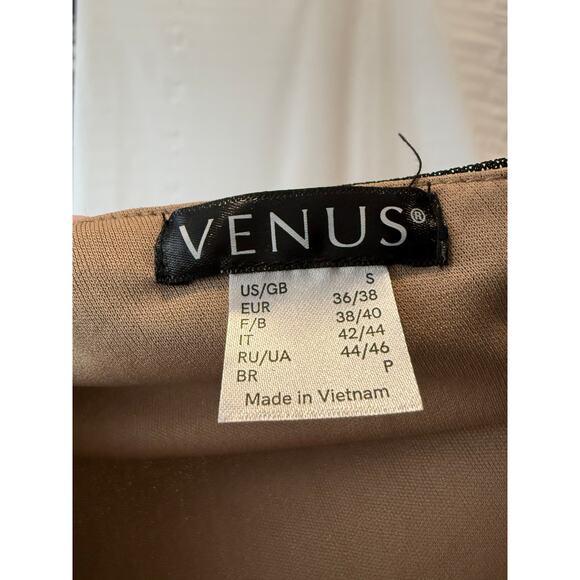 VENUS®
US/GB S
EUR 36/38
F/B 38/40
IT 42/44
RU/UA 44/46
BR P
Made in Vietnam